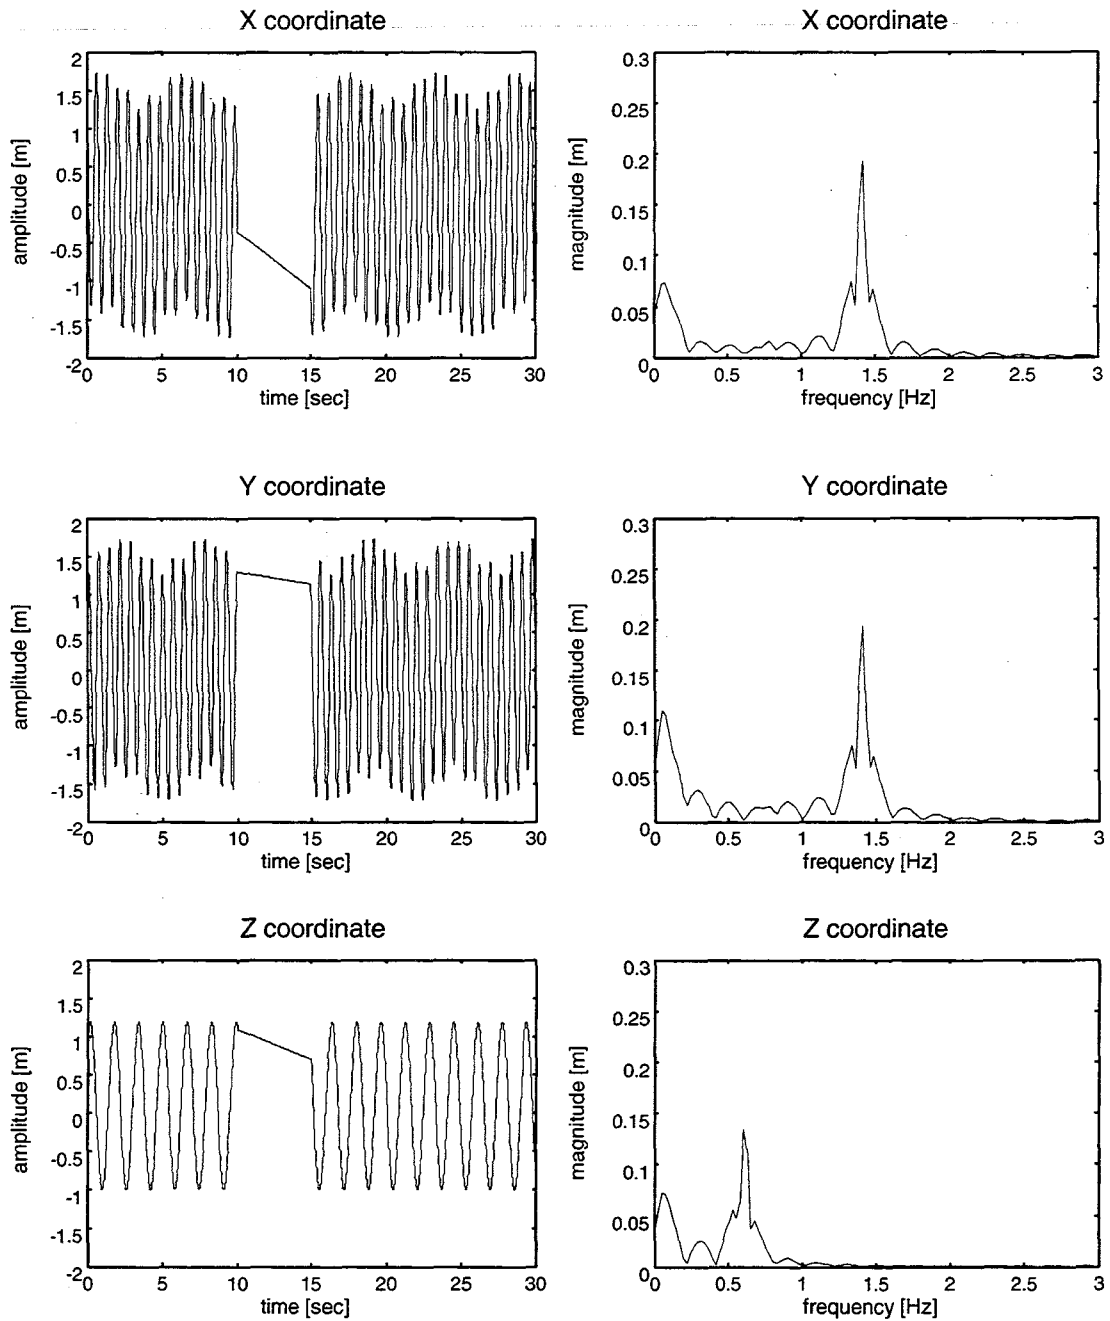 X coordinate
amplitude [m]
2
1.5
1
0.5
0
-0.5
-1
-1.5
-2
0 5 10 15 20 25 30
time [sec]
X coordinate
magnitude [m]
0.3
0.25
0.2
0.15
0.1
0.05
0
0 0.5 1 1.5 2 2.5 3
frequency [Hz]
Y coordinate
amplitude [m]
2
1.5
1
0.5
0
-0.5
-1
-1.5
-2
0 5 10 15 20 25 30
time [sec]
Y coordinate
magnitude [m]
0.3
0.25
0.2
0.15
0.1
0.05
0
0 0.5 1 1.5 2 2.5 3
frequency [Hz]
Z coordinate
amplitude [m]
2
1.5
1
0.5
0
-0.5
-1
-1.5
-2
0 5 10 15 20 25 30
time [sec]
Z coordinate
magnitude [m]
0.3
0.25
0.2
0.15
0.1
0.05
0
0 0.5 1 1.5 2 2.5 3
frequency [Hz]